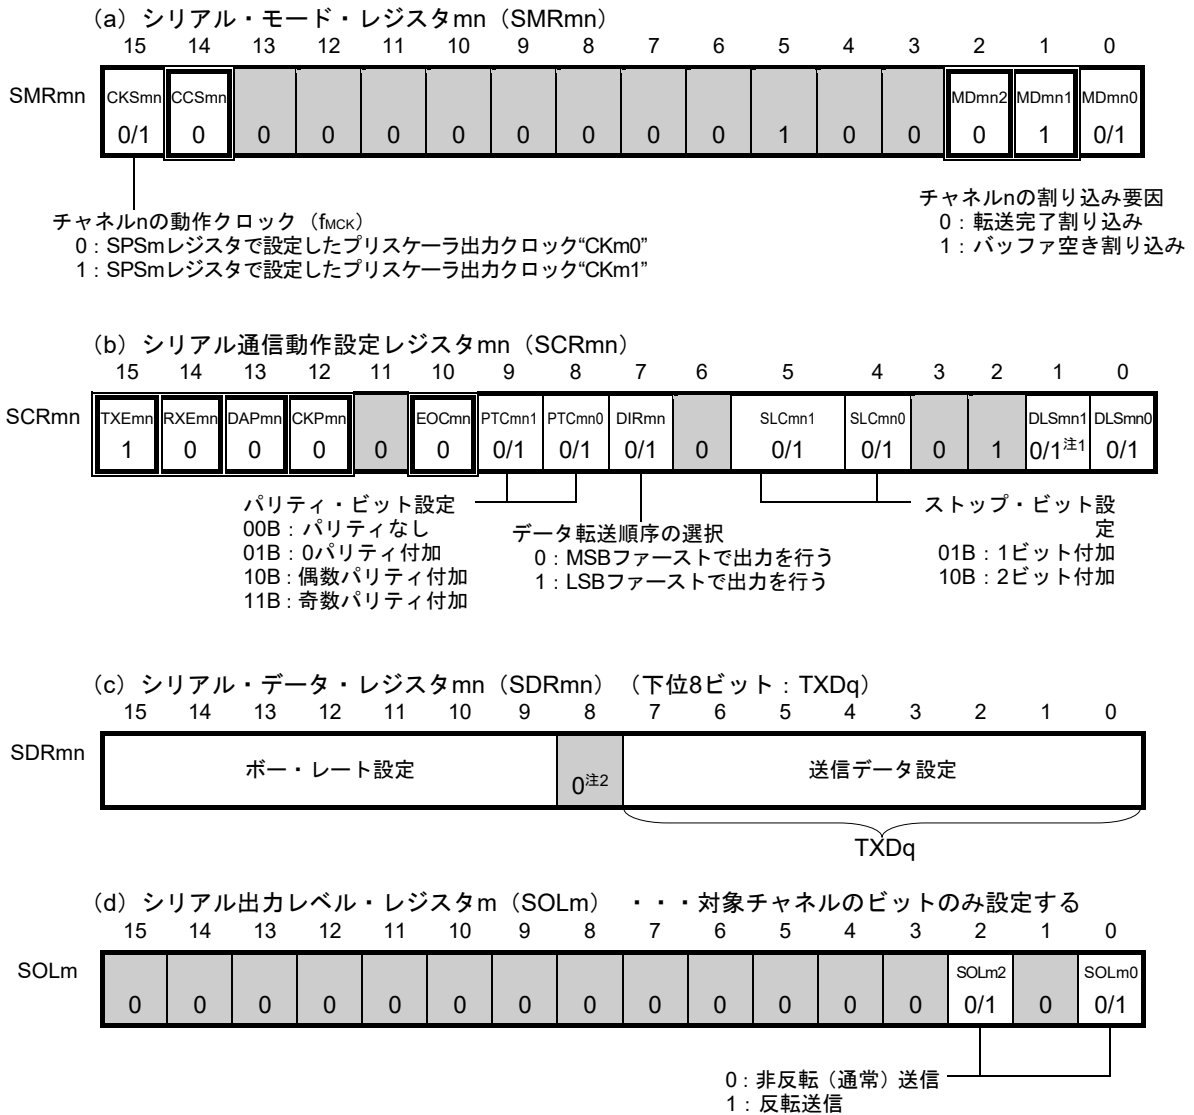 (a) シリアル・モード・レジスタmn（SMRmn）
15 14 13 12 11 10 9 8 7 6 5 4 3 2 1 0
SMRmn CKSmn CCSmn MDmn2 MDmn1 MDmn0
0/1 0 0 0 0 0 0 0 0 0 1 0 0 0 1 0/1
チャネルnの動作クロック（fMCK）
0：SPSmレジスタで設定したプリスケーラ出力クロック“CKm0”
1：SPSmレジスタで設定したプリスケーラ出力クロック“CKm1”
チャネルnの割り込み要因
0：転送完了割り込み
1：バッファ空き割り込み
(b) シリアル通信動作設定レジスタmn（SCRmn）
15 14 13 12 11 10 9 8 7 6 5 4 3 2 1 0
SCRmn TXEmn RXEmn DAPmn CKPmn EOCmn PTCmn1 PTCmn0 DIRmn SLCmn1 SLCmn0 DLSmn1 DLSmn0
1 0 0 0 0 0 0/1 0/1 0/1 0 0/1 0/1 0 1 0/1注1 0/1
パリティ・ビット設定
00B：パリティなし
01B：0パリティ付加
10B：偶数パリティ付加
11B：奇数パリティ付加
データ転送順序の選択
0：MSBファーストで出力を行う
1：LSBファーストで出力を行う
ストップ・ビット設
定
01B：1ビット付加
10B：2ビット付加
(c) シリアル・データ・レジスタmn（SDRmn）（下位8ビット：TXDq）
15 14 13 12 11 10 9 8 7 6 5 4 3 2 1 0
SDRmn ボー・レート設定 0注2 送信データ設定
TXDq
(d) シリアル出力レベル・レジスタm（SOLm） ・・・対象チャネルのビットのみ設定する
15 14 13 12 11 10 9 8 7 6 5 4 3 2 1 0
SOLm SOLm2 SOLm0
0 0 0 0 0 0 0 0 0 0 0 0 0 0/1 0 0/1
0：非反転（通常）送信
1：反転送信